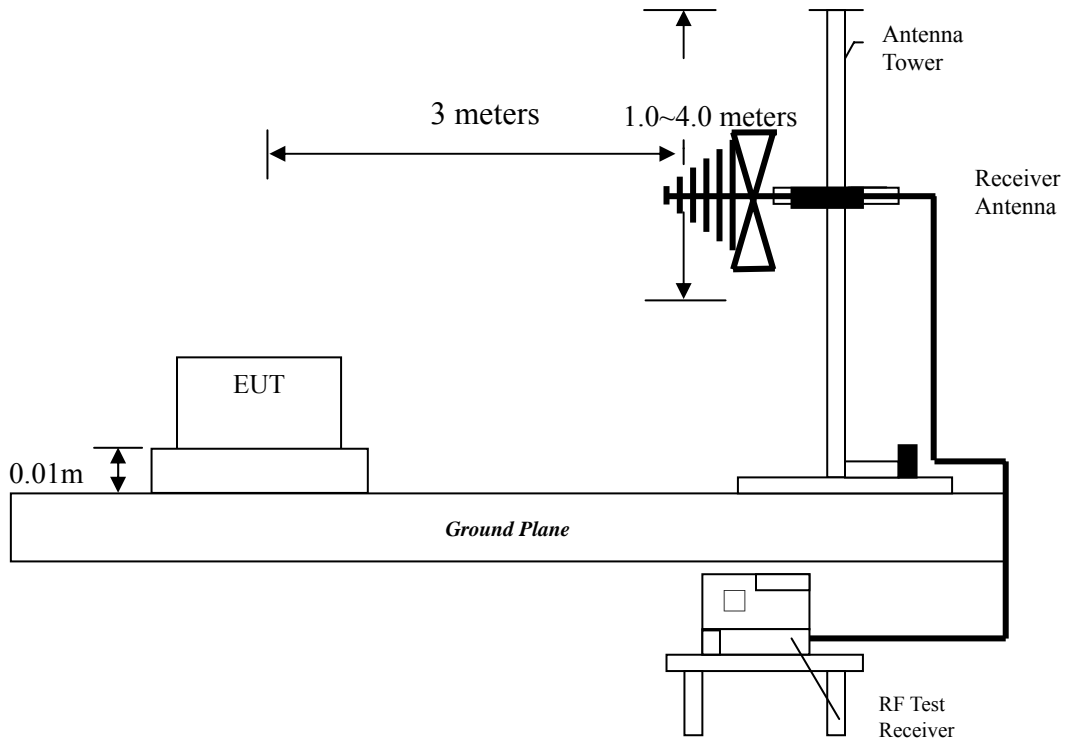 Antenna
Tower
3 meters
1.0~4.0 meters
Receiver
Antenna
EUT
0.01m
Ground Plane
RF Test
Receiver